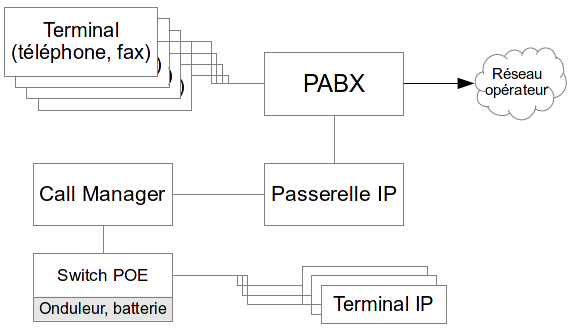 Terminal
(téléphone, fax)
)
)
)
PABX
Réseau
opérateur
Call Manager
Passerelle IP
Switch POE
Onduleur, batterie
Terminal IP